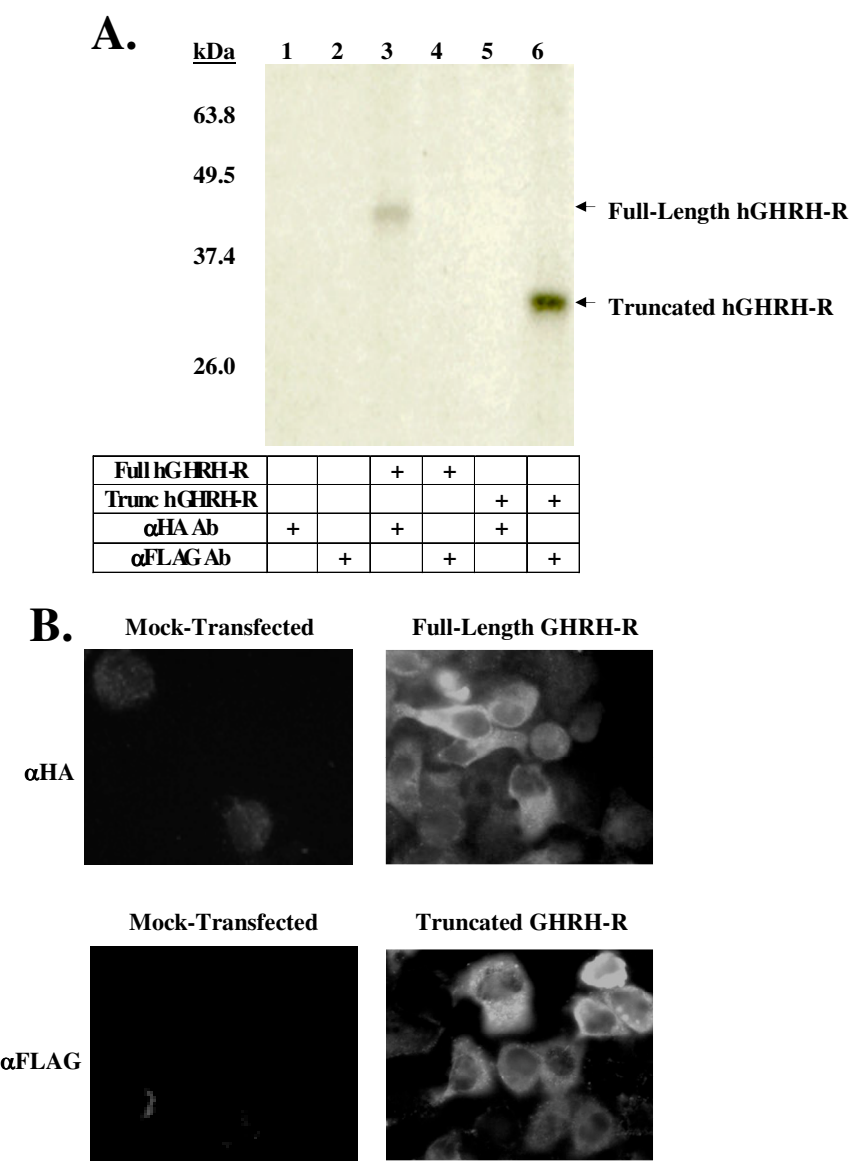 A.
kDa 1 2 3 4 5 6
63.8
49.5
Full-Length hGHRH-R
37.4
Truncated hGHRH-R
26.0
Full hGHRH-R + +
Trunc hGHRH-R + +
αHA Ab + + +
αFLAG Ab + + +
B.
Mock-Transfected Full-Length GHRH-R
αHA
Mock-Transfected Truncated GHRH-R
αFLAG